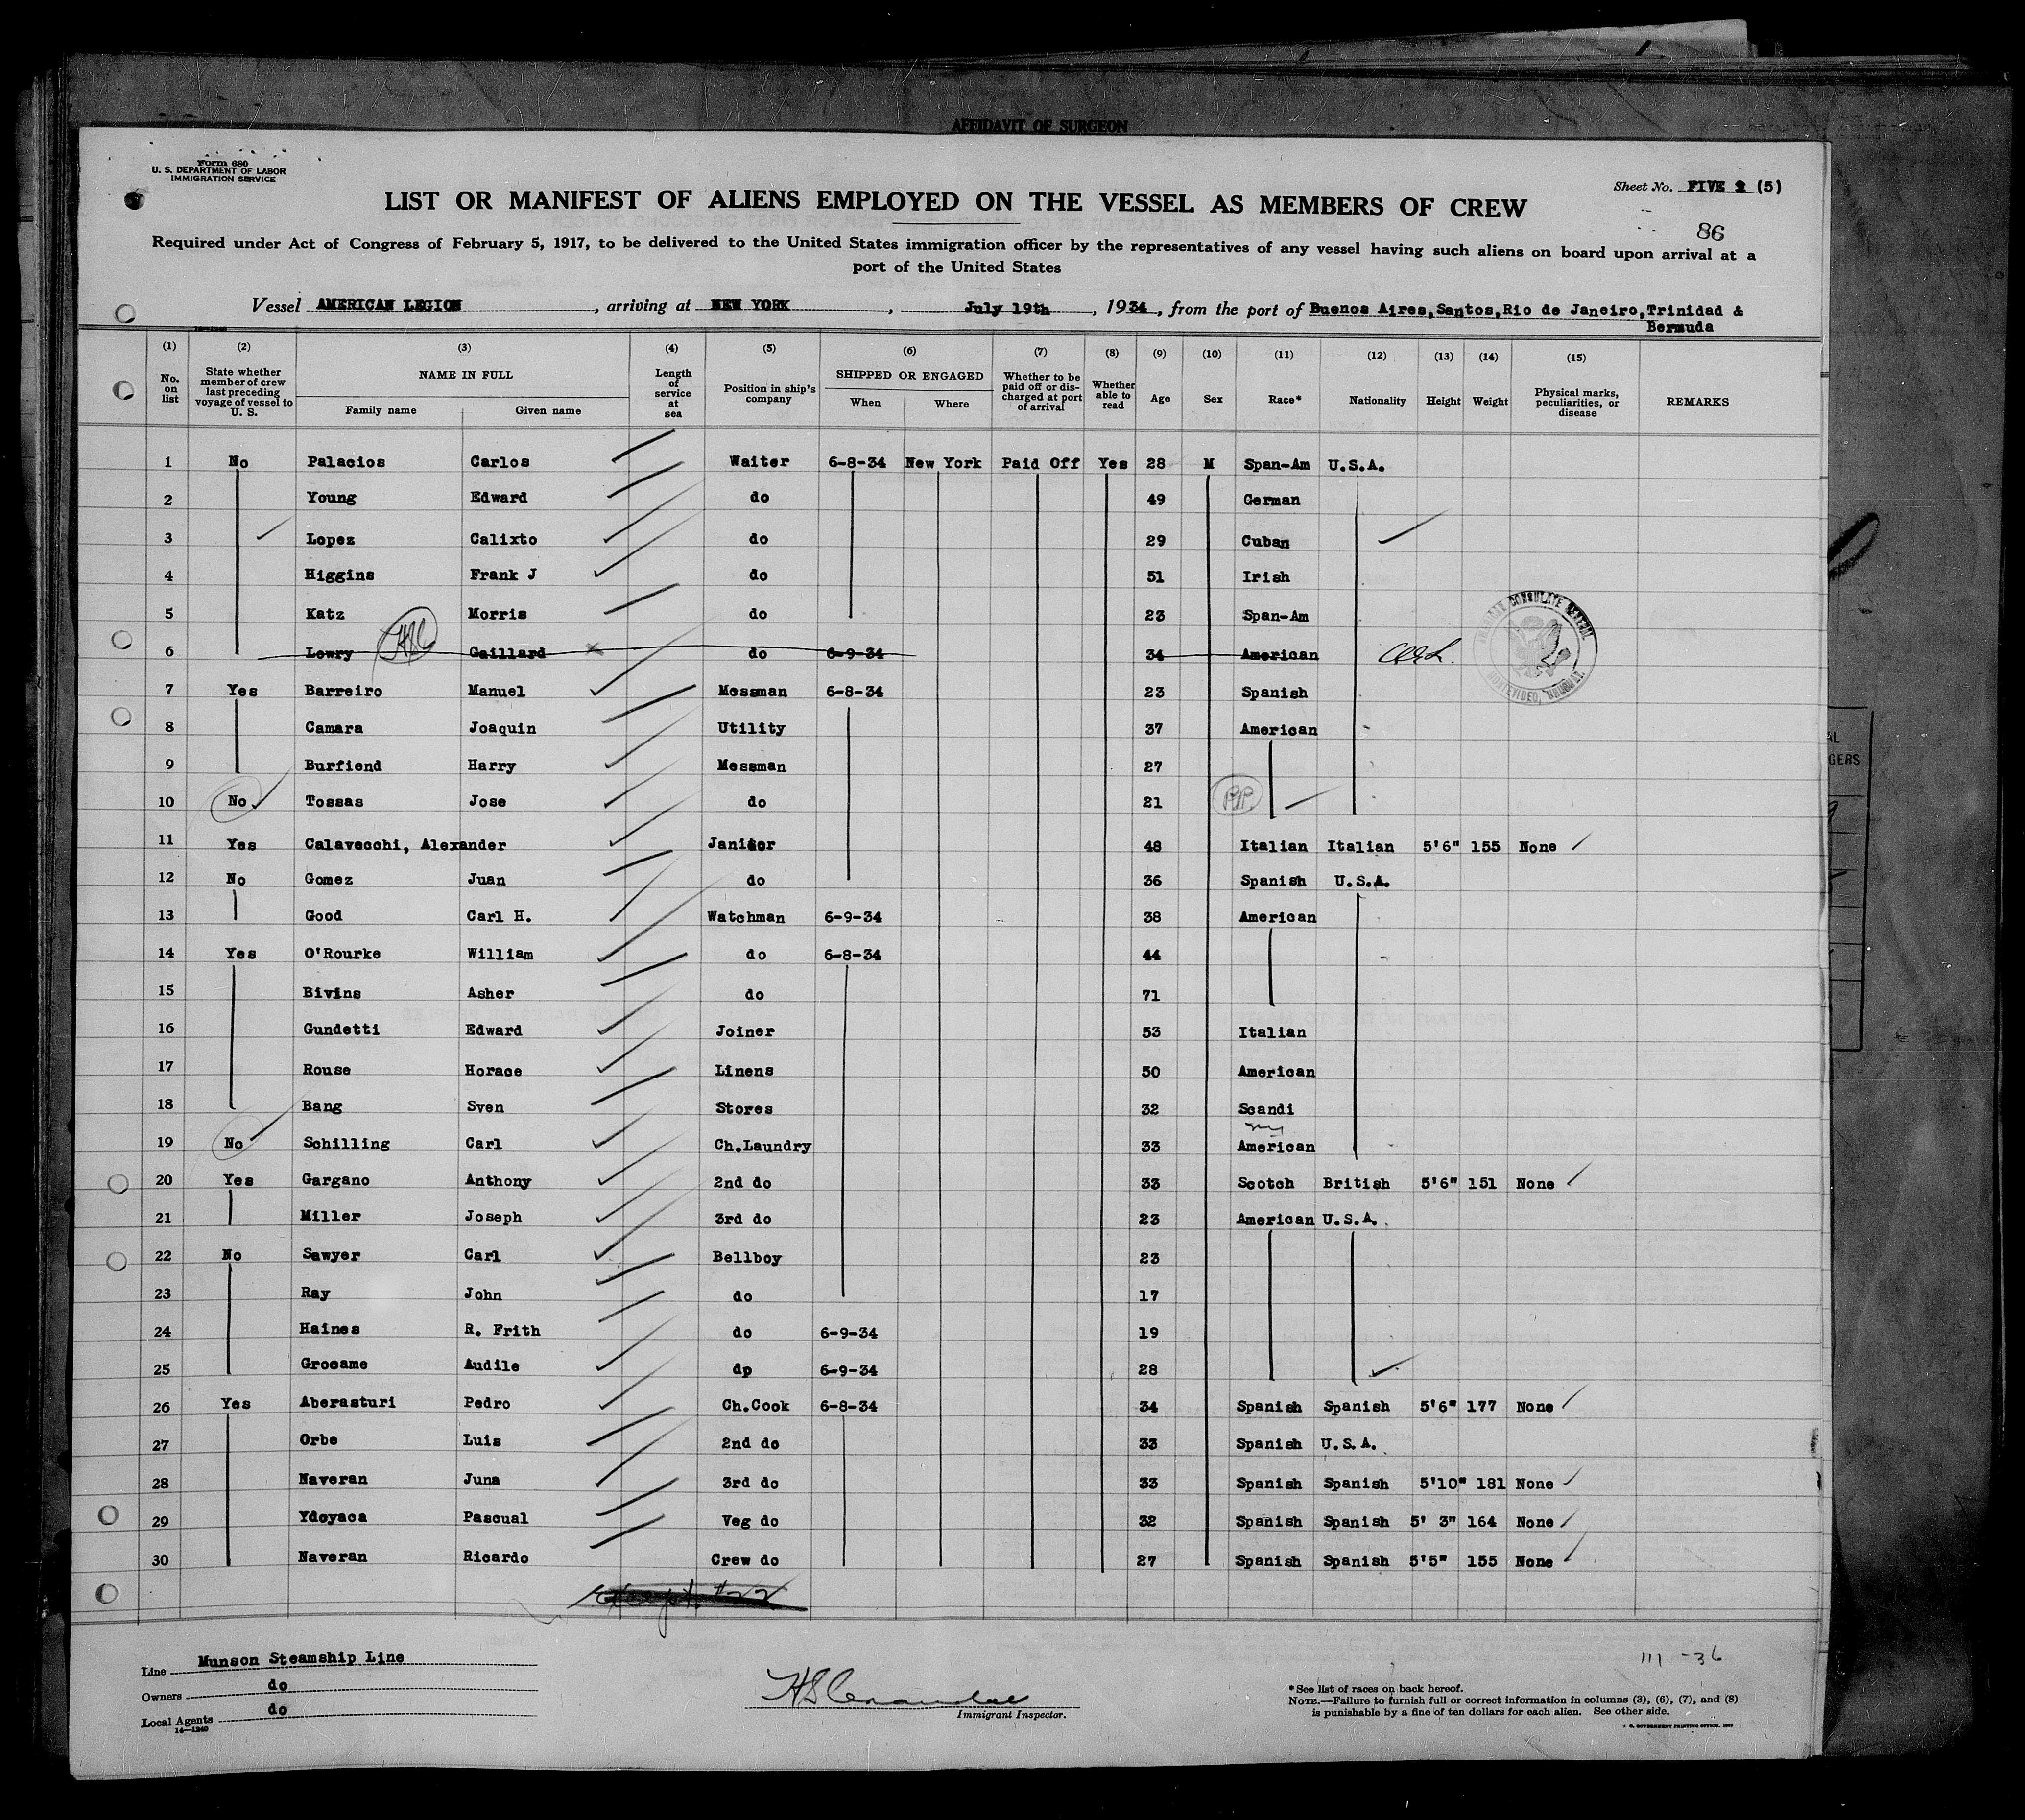 AFFIDAVIT OF SURGEON
Form 680
U. S. DEPARTMENT OF LABOR
IMMIGRATION SERVICE
Sheet No. FIVE 2 (5)
LIST OR MANIFEST OF ALIENS EMPLOYED ON THE VESSEL AS MEMBERS OF CREW
86
Required under Act of Congress of February 5, 1917, to be delivered to the United States immigration officer by the representatives of any vessel having such aliens on board upon arrival at a
port of the United States
Vessel AMERICAN LEGION, arriving at NEW YORK, July 19th, 1934, from the port of Buenos Aires,Santos,Rio de Janeiro,Trinidad &
Bermuda
(1) (2) (3) (4) (5) (6) (7) (8) (9) (10) (11) (12) (13) (14) (15)
No. on list State whether member of crew last preceding voyage of vessel to U. S. NAME IN FULL Family name Given name Length of service at sea Position in ship's company SHIPPED OR ENGAGED When Where Whether to be paid off or discharged at port of arrival Whether able to read Age Sex Race* Nationality Height Weight Physical marks, peculiarities, or disease REMARKS
1 No Palacios Carlos Waiter 6-8-34 New York Paid Off Yes 28 M Span-Am U.S.A.
2 Young Edward do 49 German
3 Lopez Calixto do 29 Cuban
4 Higgins Frank J do 51 Irish
5 Katz Morris do 23 Span-Am
6 Lowry Gaillard do 6-9-34 34 American
CONSULATE GENERAL
MONTEVIDEO, URUGUAY.
7 Yes Barreiro Manuel Messman 6-8-34 23 Spanish
8 Camara Joaquin Utility 37 American
9 Burfiend Harry Messman 27
10 No Tossas Jose do 21 P.P.
11 Yes Calavecchi, Alexander Janitor 48 Italian Italian 5'6" 155 None
12 No Gomez Juan do 36 Spanish U.S.A.
13 Good Carl H. Watchman 6-9-34 38 American
14 Yes O'Rourke William do 6-8-34 44
15 Bivins Asher do 71
16 Gundetti Edward Joiner 53 Italian
17 Rouse Horace Linens 50 American
18 Bang Sven Stores 32 Scandi
19 No Schilling Carl Ch.Laundry 33 American
20 Yes Gargano Anthony 2nd do 33 Scotch British 5'6" 151 None
21 Miller Joseph 3rd do 23 American U.S.A.
22 No Sawyer Carl Bellboy 23
23 Ray John do 17
24 Haines R. Frith do 6-9-34 19
25 Grocame Audile dp 6-9-34 28
26 Yes Aberasturi Pedro Ch.Cook 6-8-34 34 Spanish Spanish 5'6" 177 None
27 Orbe Luis 2nd do 33 Spanish U.S.A.
28 Naveran Juna 3rd do 33 Spanish Spanish 5'10" 181 None
29 Ydoyaca Pascual Veg do 32 Spanish Spanish 5' 3" 164 None
30 Naveran Ricardo Crew do 27 Spanish Spanish 5'5" 155 None
Line Munson Steamship Line
Owners do
Local Agents do
14—1240
Immigrant Inspector.
111 -36
*See list of races on back hereof.
NOTE.—Failure to furnish full or correct information in columns (3), (6), (7), and (8)
is punishable by a fine of ten dollars for each alien. See other side.
GOVERNMENT PRINTING OFFICE